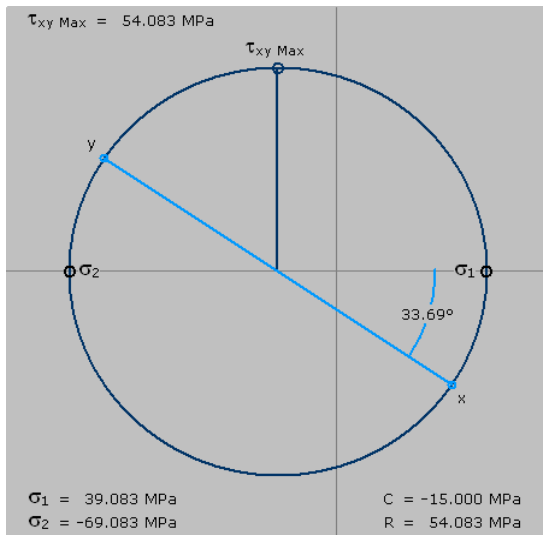 τxy Max = 54.083 MPa
τxy Max
y
σ2
σ1
33.69º
x
σ1 = 39.083 MPa
C = -15.000 MPa
σ2 = -69.083 MPa
R = 54.083 MPa